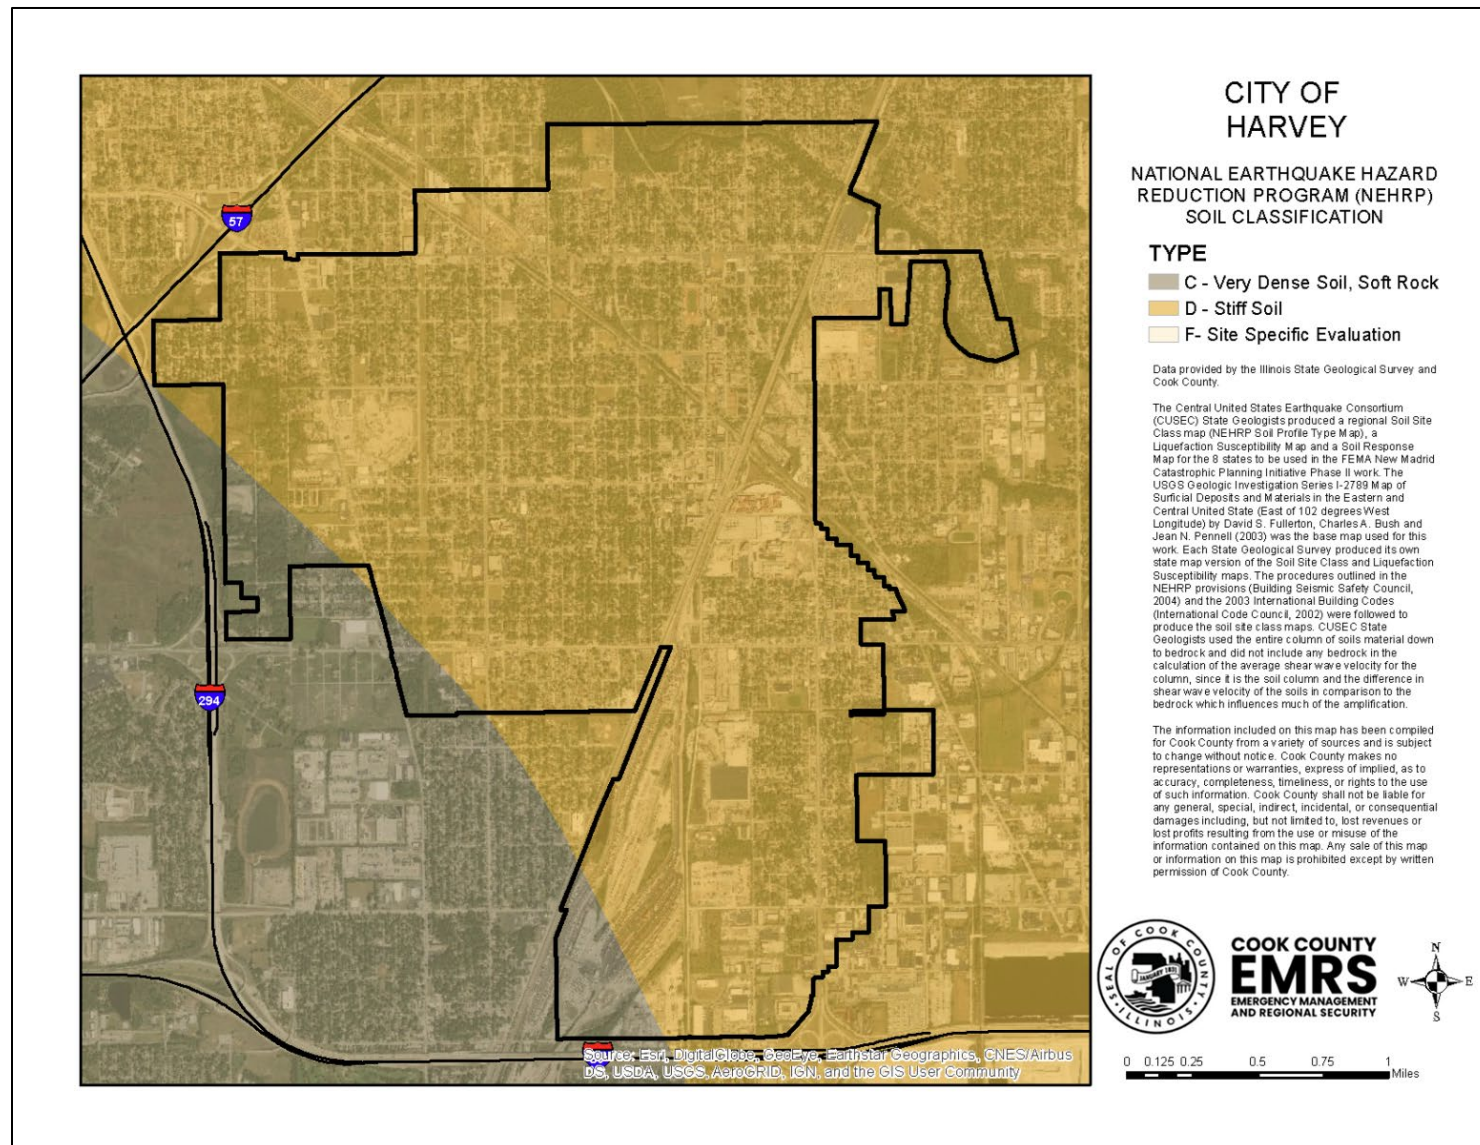 CITY OF
HARVEY
NATIONAL EARTHQUAKE HAZARD
REDUCTION PROGRAM (NEHRP)
SOIL CLASSIFICATION
TYPE
C - Very Dense Soil, Soft Rock
D - Stiff Soil
F- Site Specific Evaluation
Data provided by the Illinois State Geological Survey and
Cook County.
The Central United States Earthquake Consortium
(CUSEC) State Geologists produced a regional Soil Site
Class map (NEHRP Soil Profile Type Map), a
Liquefaction Susceptibility Map and a Soil Response
Map for the 8 states to be used in the FEMA New Madrid
Catastrophic Planning Initiative Phase II work. The
USGS Geologic Investigation Series I-2789 Map of
Surficial Deposits and Materials in the Eastern and
Central United State (East of 102 degrees West
Longitude) by David S. Fullerton, Charles A. Bush and
Jean N. Pennell (2003) was the base map used for this
work. Each State Geological Survey produced its own
state map version of the Soil Site Class and Liquefaction
Susceptibility maps. The procedures outlined in the
NEHRP provisions (Building Seismic Safety Council,
2004) and the 2003 International Building Codes
(International Code Council, 2002) were followed to
produce the soil site class maps. CUSEC State
Geologists used the entire column of soils material down
to bedrock and did not include any bedrock in the
calculation of the average shear wave velocity for the
column, since it is the soil column and the difference in
shear wave velocity of the soils in comparison to the
bedrock which influences much of the amplification.
The information included on this map has been compiled
for Cook County from a variety of sources and is subject
to change without notice. Cook County makes no
representations or warranties, express of implied, as to
accuracy, completeness, timeliness, or rights to the use
of such information. Cook County shall not be liable for
any general, special, indirect, incidental, or consequential
damages including, but not limited to, lost revenues or
lost profits resulting from the use or misuse of the
information contained on this map. Any sale of this map
or information on this map is prohibited except by written
permission of Cook County.
57
294
Source: Esri, DigitalGlobe, GeoEye, Earthstar Geographics, CNES/Airbus
DS, USDA, USGS, AeroGRID, IGN, and the GIS User Community
SEAL OF COOK COUNTY
JANUARY 1831
ILLINOIS
COOK COUNTY
EMRS
EMERGENCY MANAGEMENT
AND REGIONAL SECURITY
N
W E
S
0 0.125 0.25 0.5 0.75 1
Miles